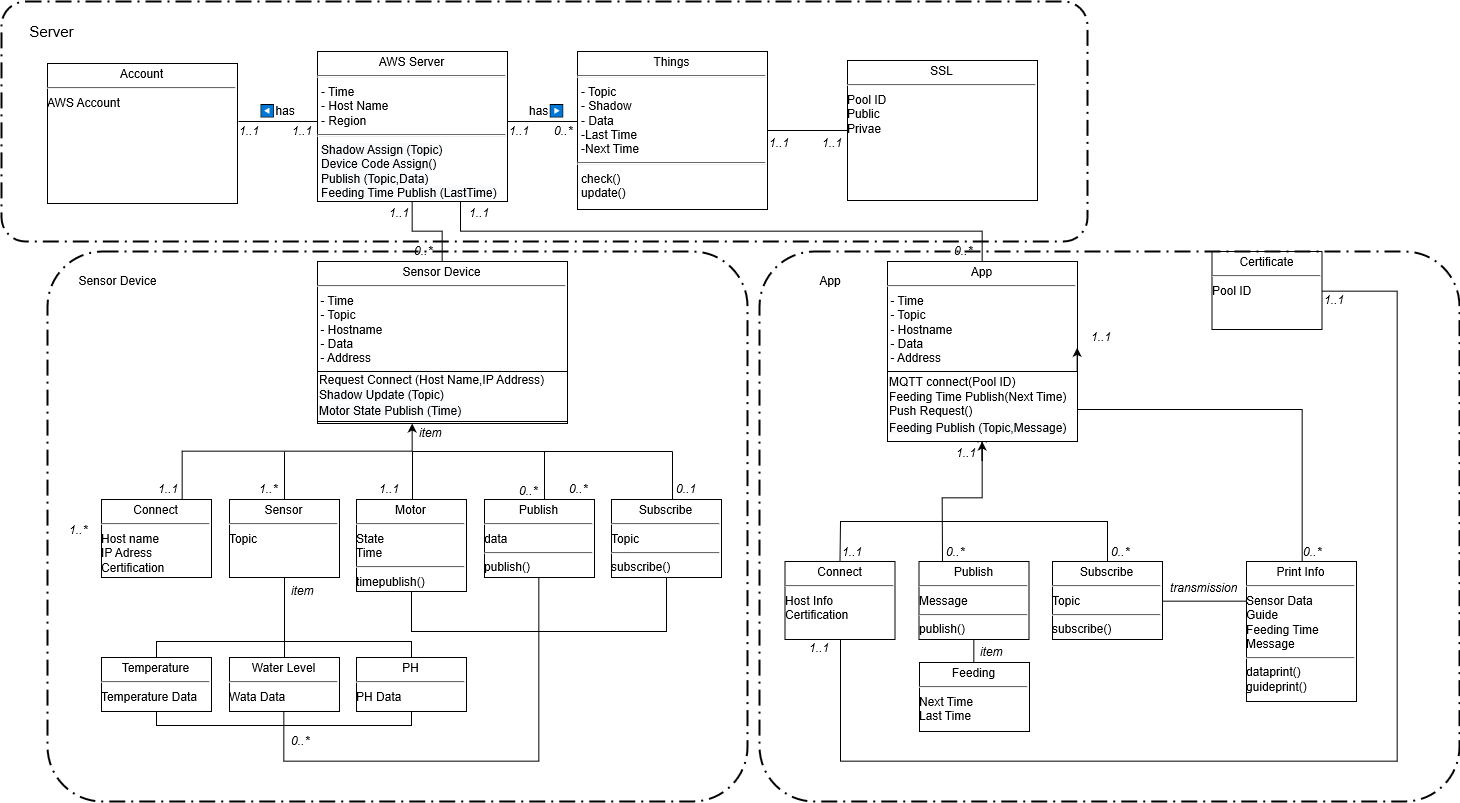 Server
Account
AWS Account
has
1..1
1..1
AWS Server
- Time
- Host Name
- Region
Shadow Assign (Topic)
Device Code Assign()
Publish (Topic,Data)
Feeding Time Publish (LastTime)
has
1..1
0..*
Things
- Topic
- Shadow
- Data
-Last Time
-Next Time
check()
update()
1..1
1..1
SSL
Pool ID
Public
Privae
1..1
1..1
0..*
0..*
Sensor Device
Sensor Device
- Time
- Topic
- Hostname
- Data
- Address
Request Connect (Host Name,IP Address)
Shadow Update (Topic)
Motor State Publish (Time)
item
1..1
1..*
1..1
0..*
0..*
0..1
1..*
Connect
Host name
IP Adress
Certification
Sensor
Topic
Motor
State
Time
timepublish()
Publish
data
publish()
Subscribe
Topic
subscribe()
item
Temperature
Temperature Data
Water Level
Wata Data
PH
PH Data
0..*
App
App
- Time
- Topic
- Hostname
- Data
- Address
MQTT connect(Pool ID)
Feeding Time Publish(Next Time)
Push Request()
Feeding Publish (Topic,Message)
1..1
1..1
Certificate
Pool ID
1..1
1..1
0..*
0..*
0..*
Connect
Host Info
Certification
1..1
Publish
Message
publish()
item
Feeding
Next Time
Last Time
Subscribe
Topic
subscribe()
transmission
Print Info
Sensor Data
Guide
Feeding Time
Message
dataprint()
guideprint()